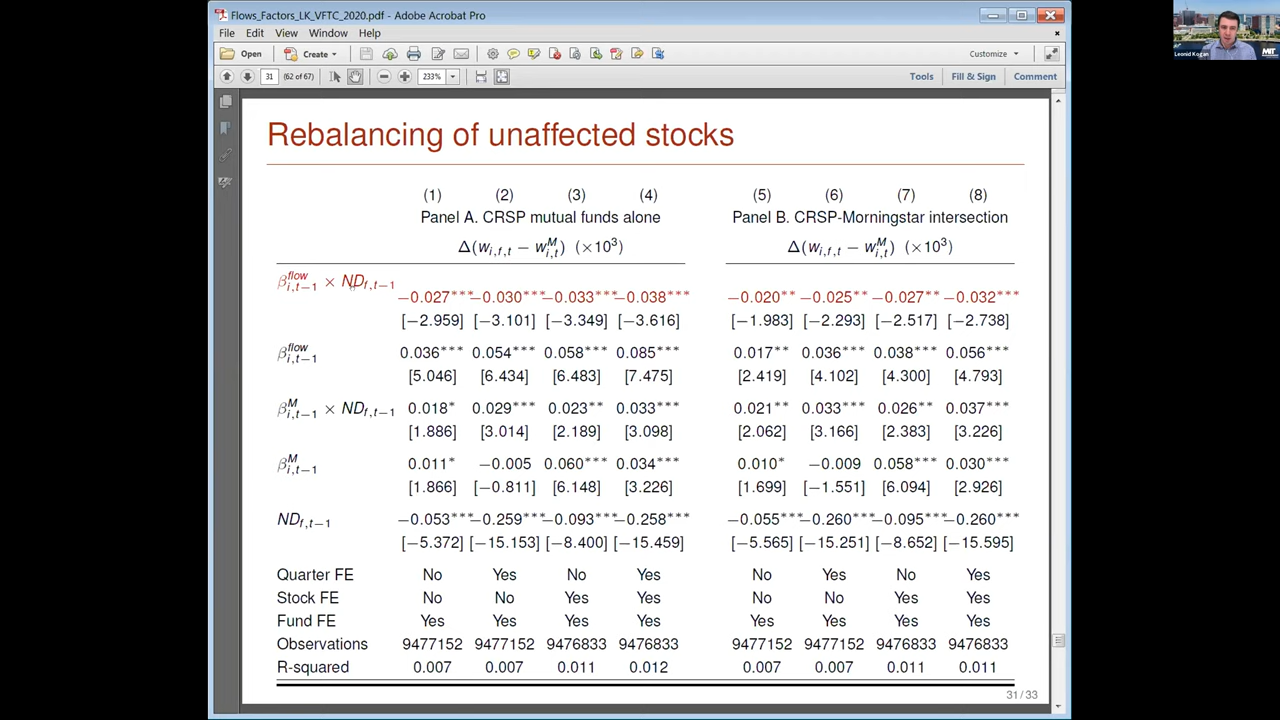 Flows_Factors_LK_VFTC_2020.pdf - Adobe Acrobat Pro
File Edit View Window Help
Open Create Customize
31 (62 of 67) 233% Tools Fill & Sign Comment
Leonid Kogan
MIT
Rebalancing of unaffected stocks
(1) (2) (3) (4) (5) (6) (7) (8)
Panel A. CRSP mutual funds alone Panel B. CRSP-Morningstar intersection
Δ(w_{i,f,t} − w^M_{i,t}) (×10³) Δ(w_{i,f,t} − w^M_{i,t}) (×10³)
β^{flow}_{i,t−1} × ND_{f,t−1}
−0.027*** −0.030*** −0.033*** −0.038*** −0.020** −0.025** −0.027** −0.032***
[−2.959] [−3.101] [−3.349] [−3.616] [−1.983] [−2.293] [−2.517] [−2.738]
β^{flow}_{i,t−1} 0.036*** 0.054*** 0.058*** 0.085*** 0.017** 0.036*** 0.038*** 0.056***
[5.046] [6.434] [6.483] [7.475] [2.419] [4.102] [4.300] [4.793]
β^M_{i,t−1} × ND_{f,t−1} 0.018* 0.029*** 0.023** 0.033*** 0.021** 0.033*** 0.026** 0.037***
[1.886] [3.014] [2.189] [3.098] [2.062] [3.166] [2.383] [3.226]
β^M_{i,t−1} 0.011* −0.005 0.060*** 0.034*** 0.010* −0.009 0.058*** 0.030***
[1.866] [−0.811] [6.148] [3.226] [1.699] [−1.551] [6.094] [2.926]
ND_{f,t−1} −0.053*** −0.259*** −0.093*** −0.258*** −0.055*** −0.260*** −0.095*** −0.260***
[−5.372] [−15.153] [−8.400] [−15.459] [−5.565] [−15.251] [−8.652] [−15.595]
Quarter FE No Yes No Yes No Yes No Yes
Stock FE No No Yes Yes No No Yes Yes
Fund FE Yes Yes Yes Yes Yes Yes Yes Yes
Observations 9477152 9477152 9476833 9476833 9477152 9477152 9476833 9476833
R-squared 0.007 0.007 0.011 0.012 0.007 0.007 0.011 0.011
31 / 33